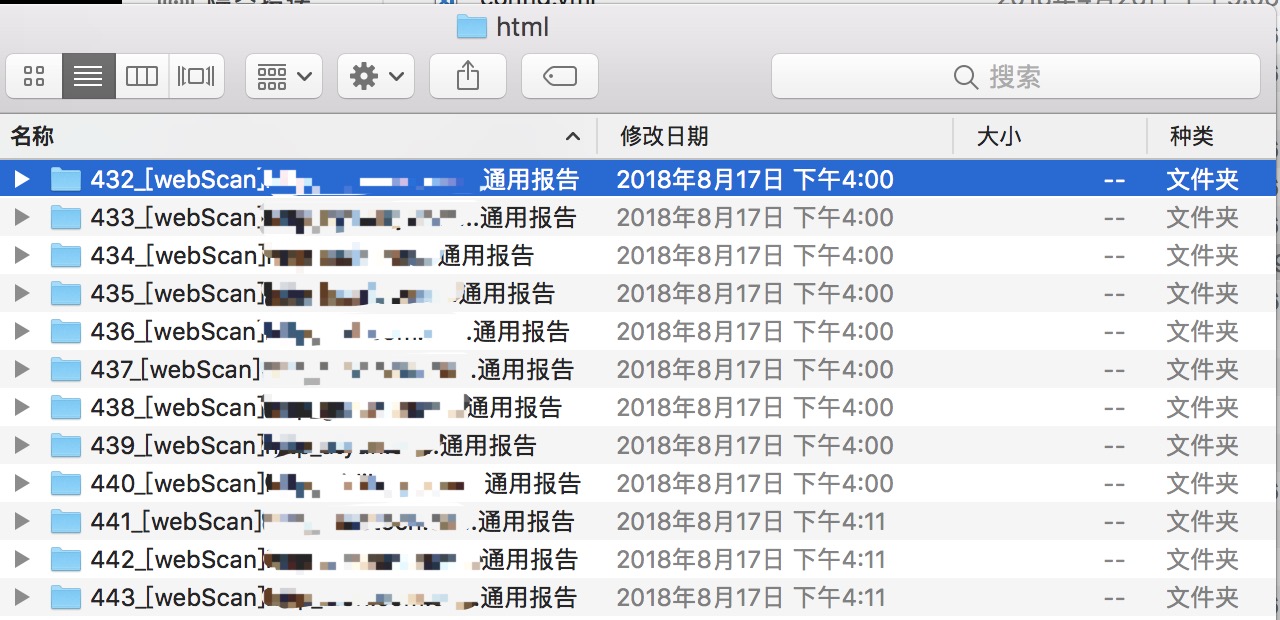 html
搜索
名称 修改日期 大小 种类
432_[webScan] 通用报告 2018年8月17日 下午4:00 -- 文件夹
433_[webScan] ...通用报告 2018年8月17日 下午4:00 -- 文件夹
434_[webScan] 通用报告 2018年8月17日 下午4:00 -- 文件夹
435_[webScan] 通用报告 2018年8月17日 下午4:00 -- 文件夹
436_[webScan] .通用报告 2018年8月17日 下午4:00 -- 文件夹
437_[webScan] .通用报告 2018年8月17日 下午4:00 -- 文件夹
438_[webScan] 通用报告 2018年8月17日 下午4:00 -- 文件夹
439_[webScan] .通用报告 2018年8月17日 下午4:00 -- 文件夹
440_[webScan] 通用报告 2018年8月17日 下午4:00 -- 文件夹
441_[webScan] .通用报告 2018年8月17日 下午4:11 -- 文件夹
442_[webScan] 通用报告 2018年8月17日 下午4:11 -- 文件夹
443_[webScan] 通用报告 2018年8月17日 下午4:11 -- 文件夹